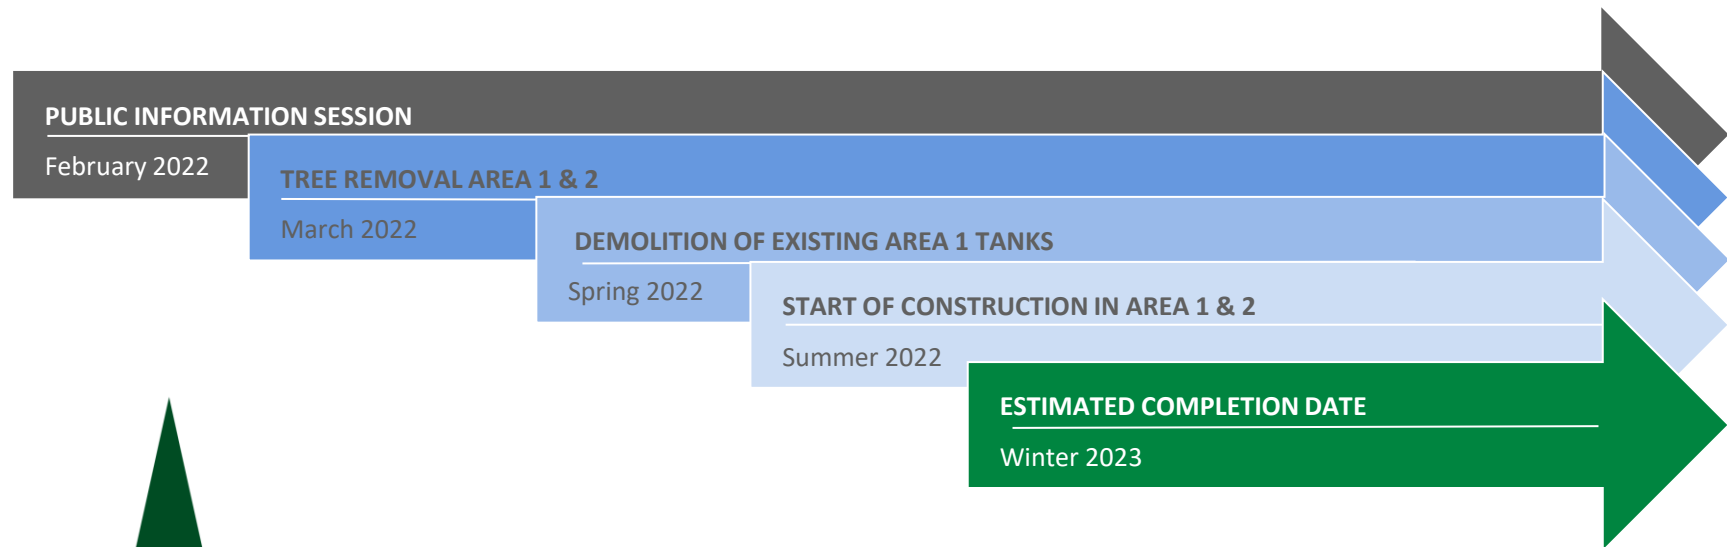 PUBLIC INFORMATION SESSION
February 2022
TREE REMOVAL AREA 1 & 2
March 2022
DEMOLITION OF EXISTING AREA 1 TANKS
Spring 2022
START OF CONSTRUCTION IN AREA 1 & 2
Summer 2022
ESTIMATED COMPLETION DATE
Winter 2023